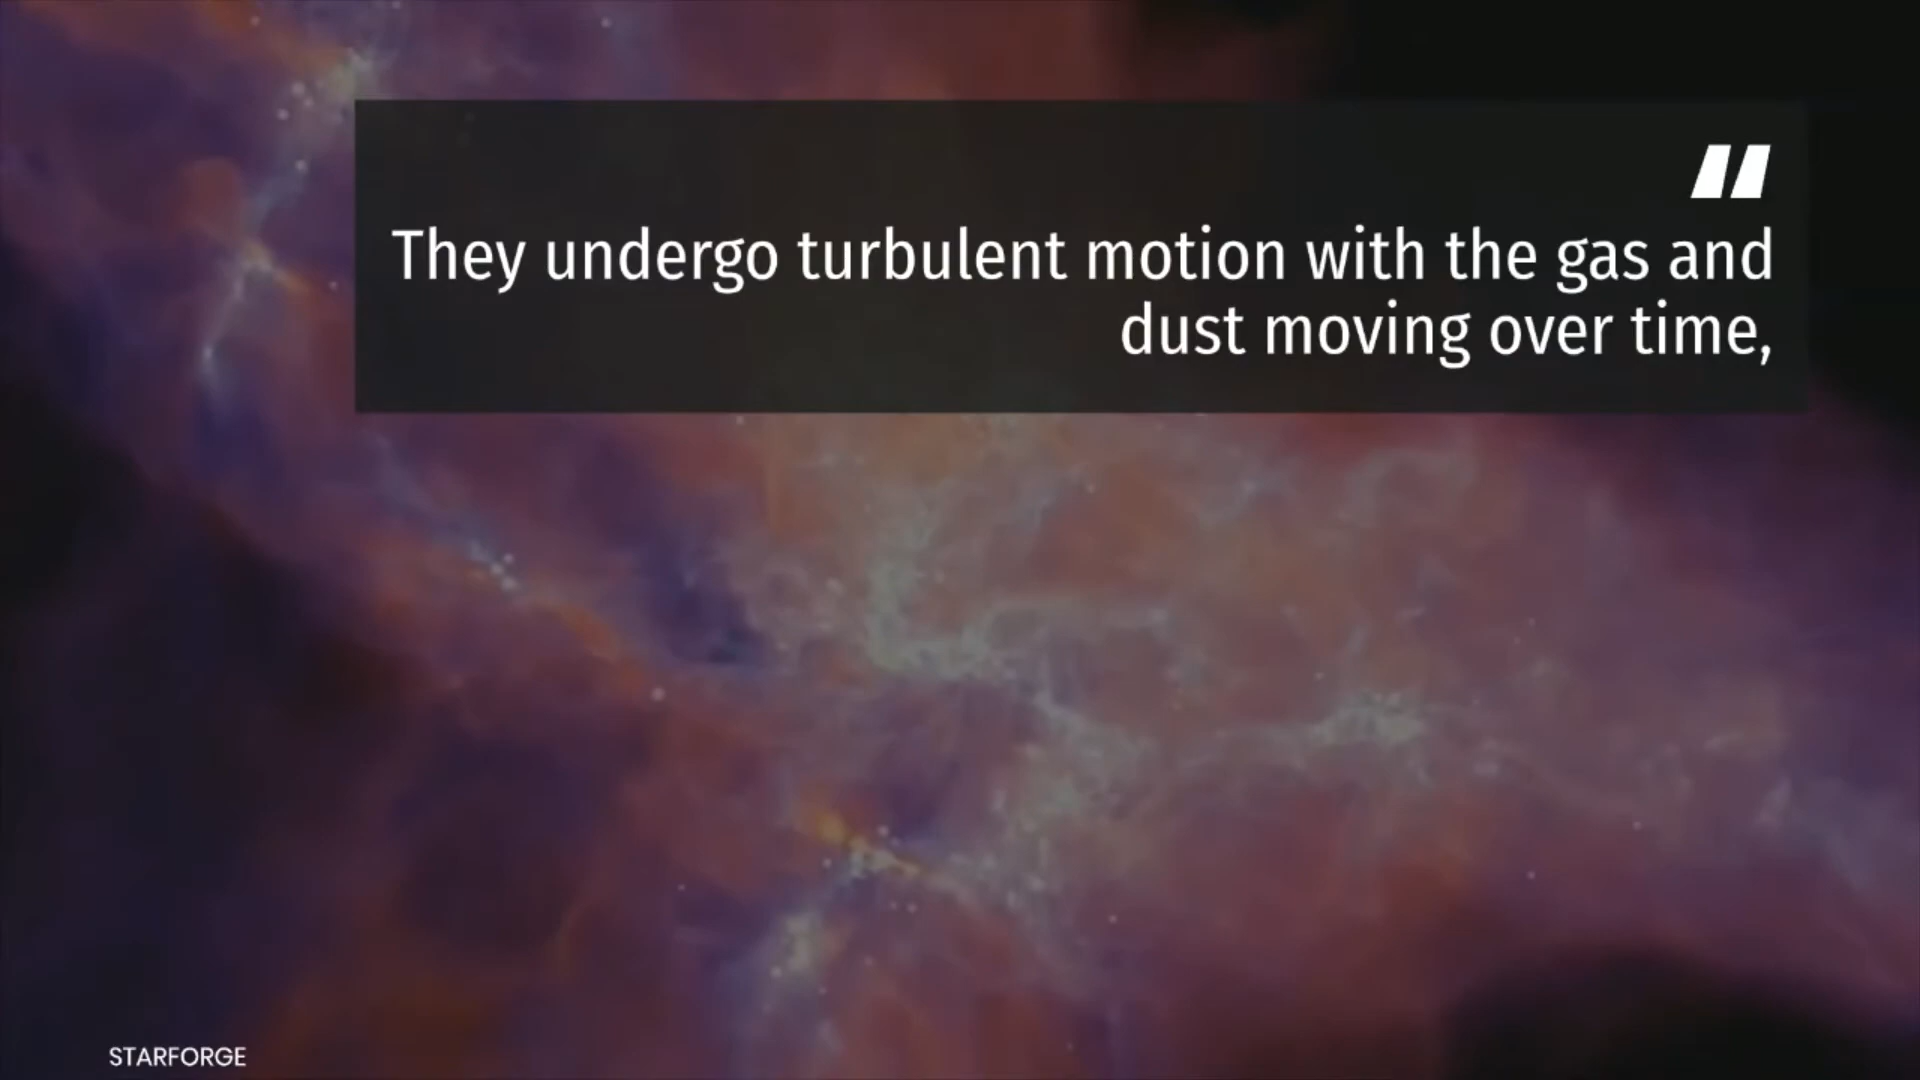 They undergo turbulent motion with the gas and
dust moving over time,
STARFORGE